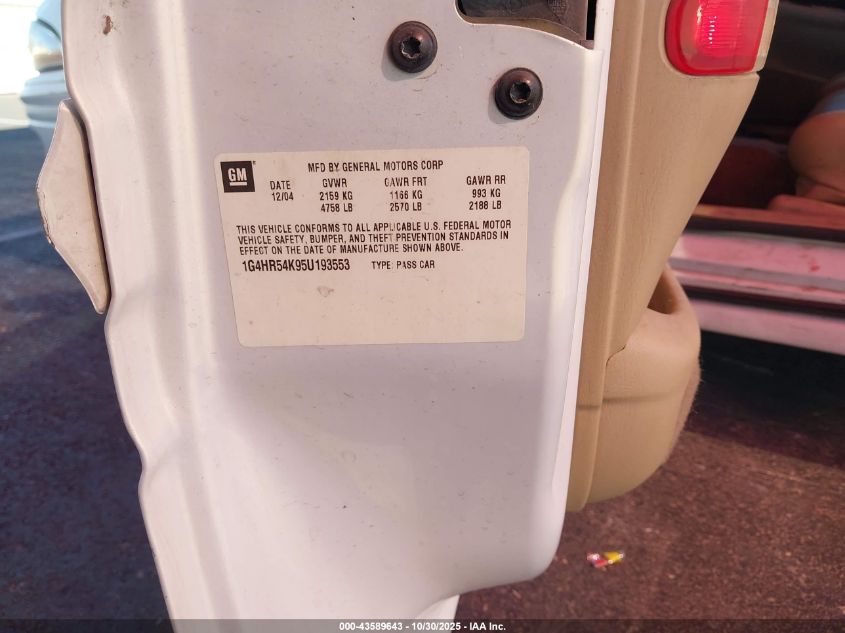 GM
MFD BY GENERAL MOTORS CORP
DATE GVWR GAWR FRT GAWR RR
12/04 2159 KG 1166 KG 993 KG
4758 LB 2570 LB 2188 LB
THIS VEHICLE CONFORMS TO ALL APPLICABLE U.S. FEDERAL MOTOR
VEHICLE SAFETY, BUMPER, AND THEFT PREVENTION STANDARDS IN
EFFECT ON THE DATE OF MANUFACTURE SHOWN ABOVE.
1G4HR54K95U193553 TYPE: PASS CAR
000-43589643 / 10/30/2025 - IAA Inc.